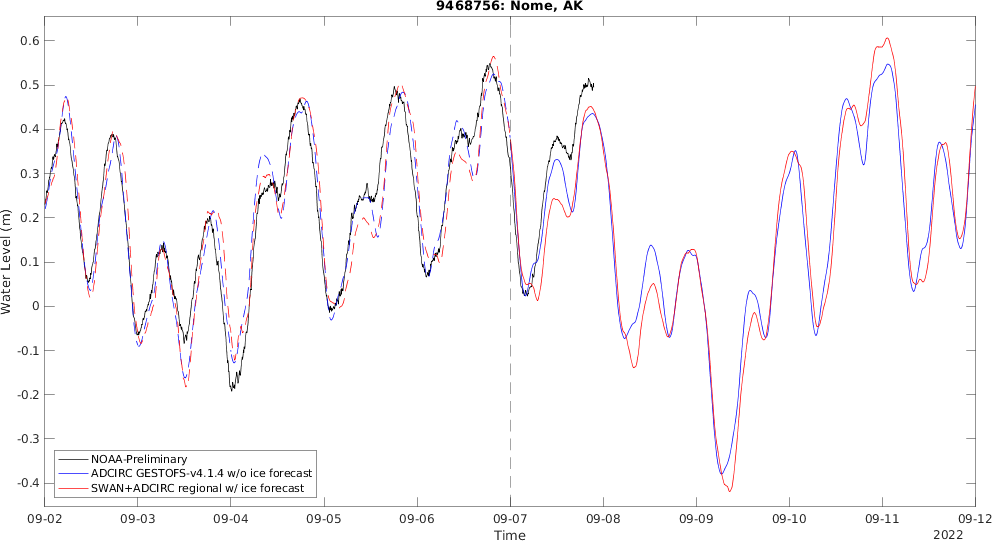 9468756: Nome, AK
Water Level (m)
0.6
0.5
0.4
0.3
0.2
0.1
0
-0.1
-0.2
-0.3
-0.4
NOAA-Preliminary
ADCIRC GESTOFS-v4.1.4 w/o ice forecast
SWAN+ADCIRC regional w/ ice forecast
09-02 09-03 09-04 09-05 09-06 09-07 09-08 09-09 09-10 09-11 09-12
Time
2022